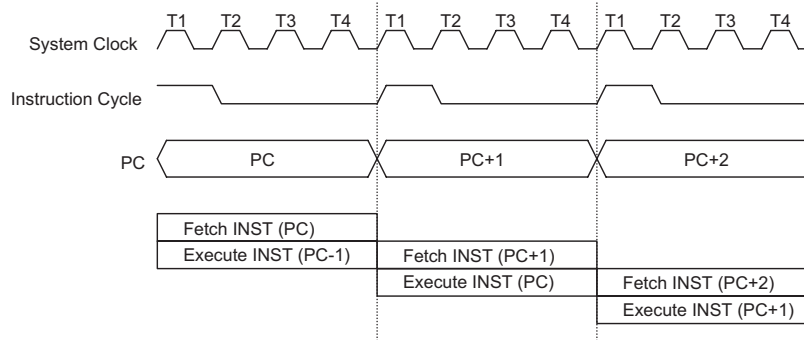 T1 T2 T3 T4 T1 T2 T3 T4 T1 T2 T3 T4
System Clock
Instruction Cycle
PC PC PC+1 PC+2
Fetch INST (PC)
Execute INST (PC-1) Fetch INST (PC+1)
Execute INST (PC) Fetch INST (PC+2)
Execute INST (PC+1)